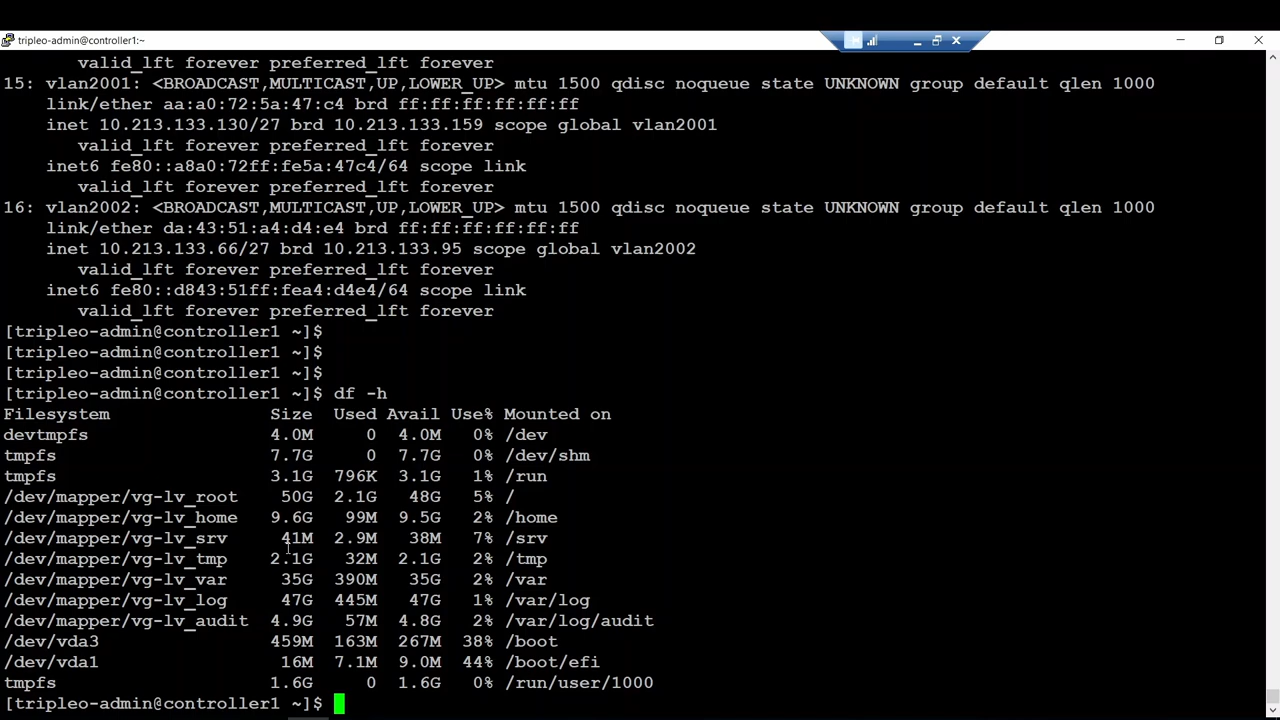 tripleo-admin@controller1:~
valid_lft forever preferred_lft forever
15: vlan2001: <BROADCAST,MULTICAST,UP,LOWER_UP> mtu 1500 qdisc noqueue state UNKNOWN group default qlen 1000
link/ether aa:a0:72:5a:47:c4 brd ff:ff:ff:ff:ff:ff
inet 10.213.133.130/27 brd 10.213.133.159 scope global vlan2001
valid_lft forever preferred_lft forever
inet6 fe80::a8a0:72ff:fe5a:47c4/64 scope link
valid_lft forever preferred_lft forever
16: vlan2002: <BROADCAST,MULTICAST,UP,LOWER_UP> mtu 1500 qdisc noqueue state UNKNOWN group default qlen 1000
link/ether da:43:51:a4:d4:e4 brd ff:ff:ff:ff:ff:ff
inet 10.213.133.66/27 brd 10.213.133.95 scope global vlan2002
valid_lft forever preferred_lft forever
inet6 fe80::d843:51ff:fea4:d4e4/64 scope link
valid_lft forever preferred_lft forever
[tripleo-admin@controller1 ~]$
[tripleo-admin@controller1 ~]$
[tripleo-admin@controller1 ~]$
[tripleo-admin@controller1 ~]$ df -h
Filesystem Size Used Avail Use% Mounted on
devtmpfs 4.0M 0 4.0M 0% /dev
tmpfs 7.7G 0 7.7G 0% /dev/shm
tmpfs 3.1G 796K 3.1G 1% /run
/dev/mapper/vg-lv_root 50G 2.1G 48G 5% /
/dev/mapper/vg-lv_home 9.6G 99M 9.5G 2% /home
/dev/mapper/vg-lv_srv 41M 2.9M 38M 7% /srv
/dev/mapper/vg-lv_tmp 2.1G 32M 2.1G 2% /tmp
/dev/mapper/vg-lv_var 35G 390M 35G 2% /var
/dev/mapper/vg-lv_log 47G 445M 47G 1% /var/log
/dev/mapper/vg-lv_audit 4.9G 57M 4.8G 2% /var/log/audit
/dev/vda3 459M 163M 267M 38% /boot
/dev/vda1 16M 7.1M 9.0M 44% /boot/efi
tmpfs 1.6G 0 1.6G 0% /run/user/1000
[tripleo-admin@controller1 ~]$